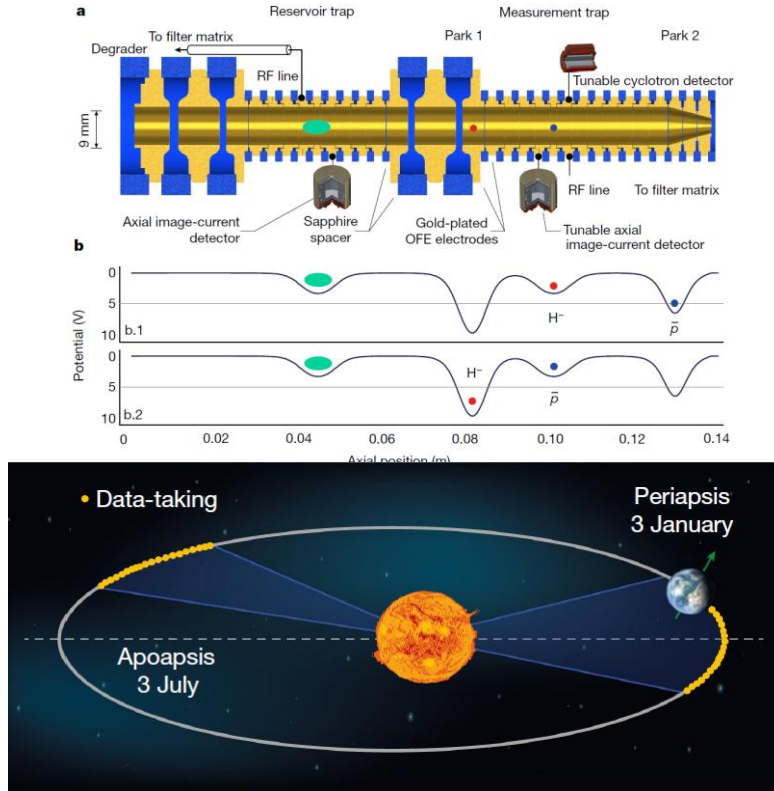 a
Reservoir trap
Measurement trap
To filter matrix
Park 1
Park 2
Degrader
RF line
Tunable cyclotron detector
9 mm
RF line
To filter matrix
Axial image-current
detector
Sapphire
spacer
Gold-plated
OFE electrodes
Tunable axial
image-current detector
b
Potential (V)
0
5
10
b.1
H⁻
p̅
0
5
10
b.2
H⁻
p̅
0 0.02 0.04 0.06 0.08 0.10 0.12 0.14
Axial position (m)
Data-taking
Periapsis
3 January
Apoapsis
3 July